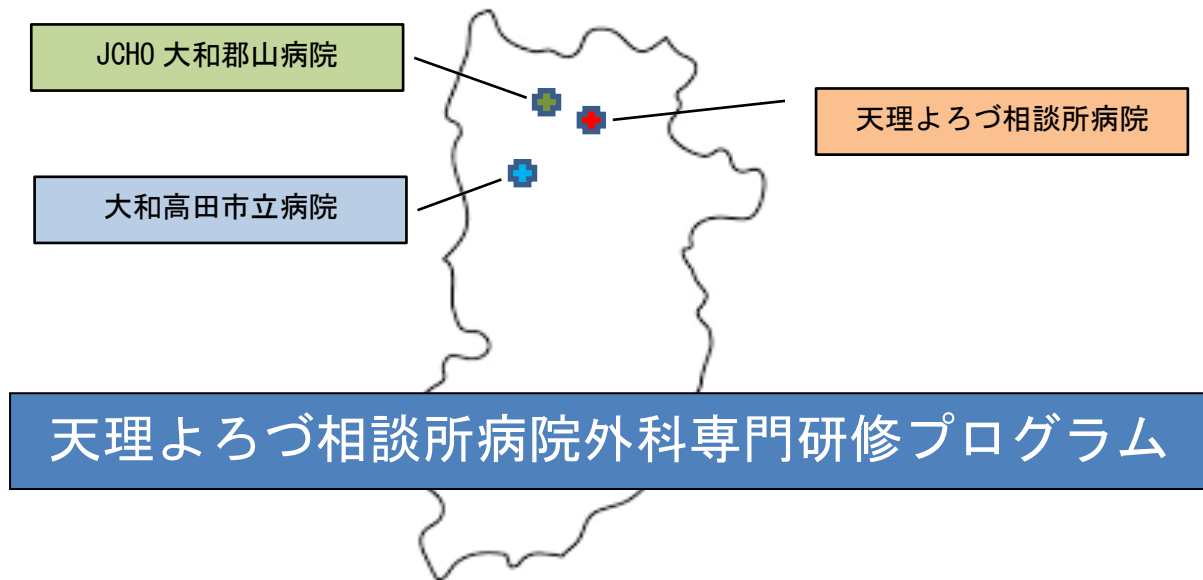 JCHO 大和郡山病院
天理よろづ相談所病院
大和高田市立病院
天理よろづ相談所病院外科専門研修プログラム